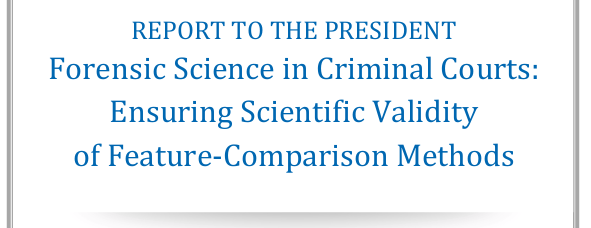 REPORT TO THE PRESIDENT
Forensic Science in Criminal Courts:
Ensuring Scientific Validity
of Feature-Comparison Methods